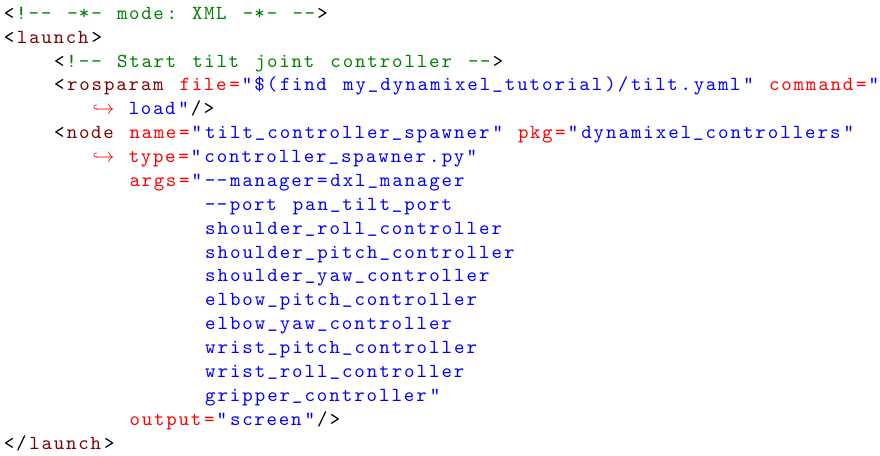 <!-- -*- mode: XML -*- -->
<launch>
    <!-- Start tilt joint controller -->
    <rosparam file="$(find my_dynamixel_tutorial)/tilt.yaml" command="
       ↪ load"/>
    <node name="tilt_controller_spawner" pkg="dynamixel_controllers"
       ↪ type="controller_spawner.py"
          args="--manager=dxl_manager
                --port pan_tilt_port
                shoulder_roll_controller
                shoulder_pitch_controller
                shoulder_yaw_controller
                elbow_pitch_controller
                elbow_yaw_controller
                wrist_pitch_controller
                wrist_roll_controller
                gripper_controller"
          output="screen"/>
</launch>